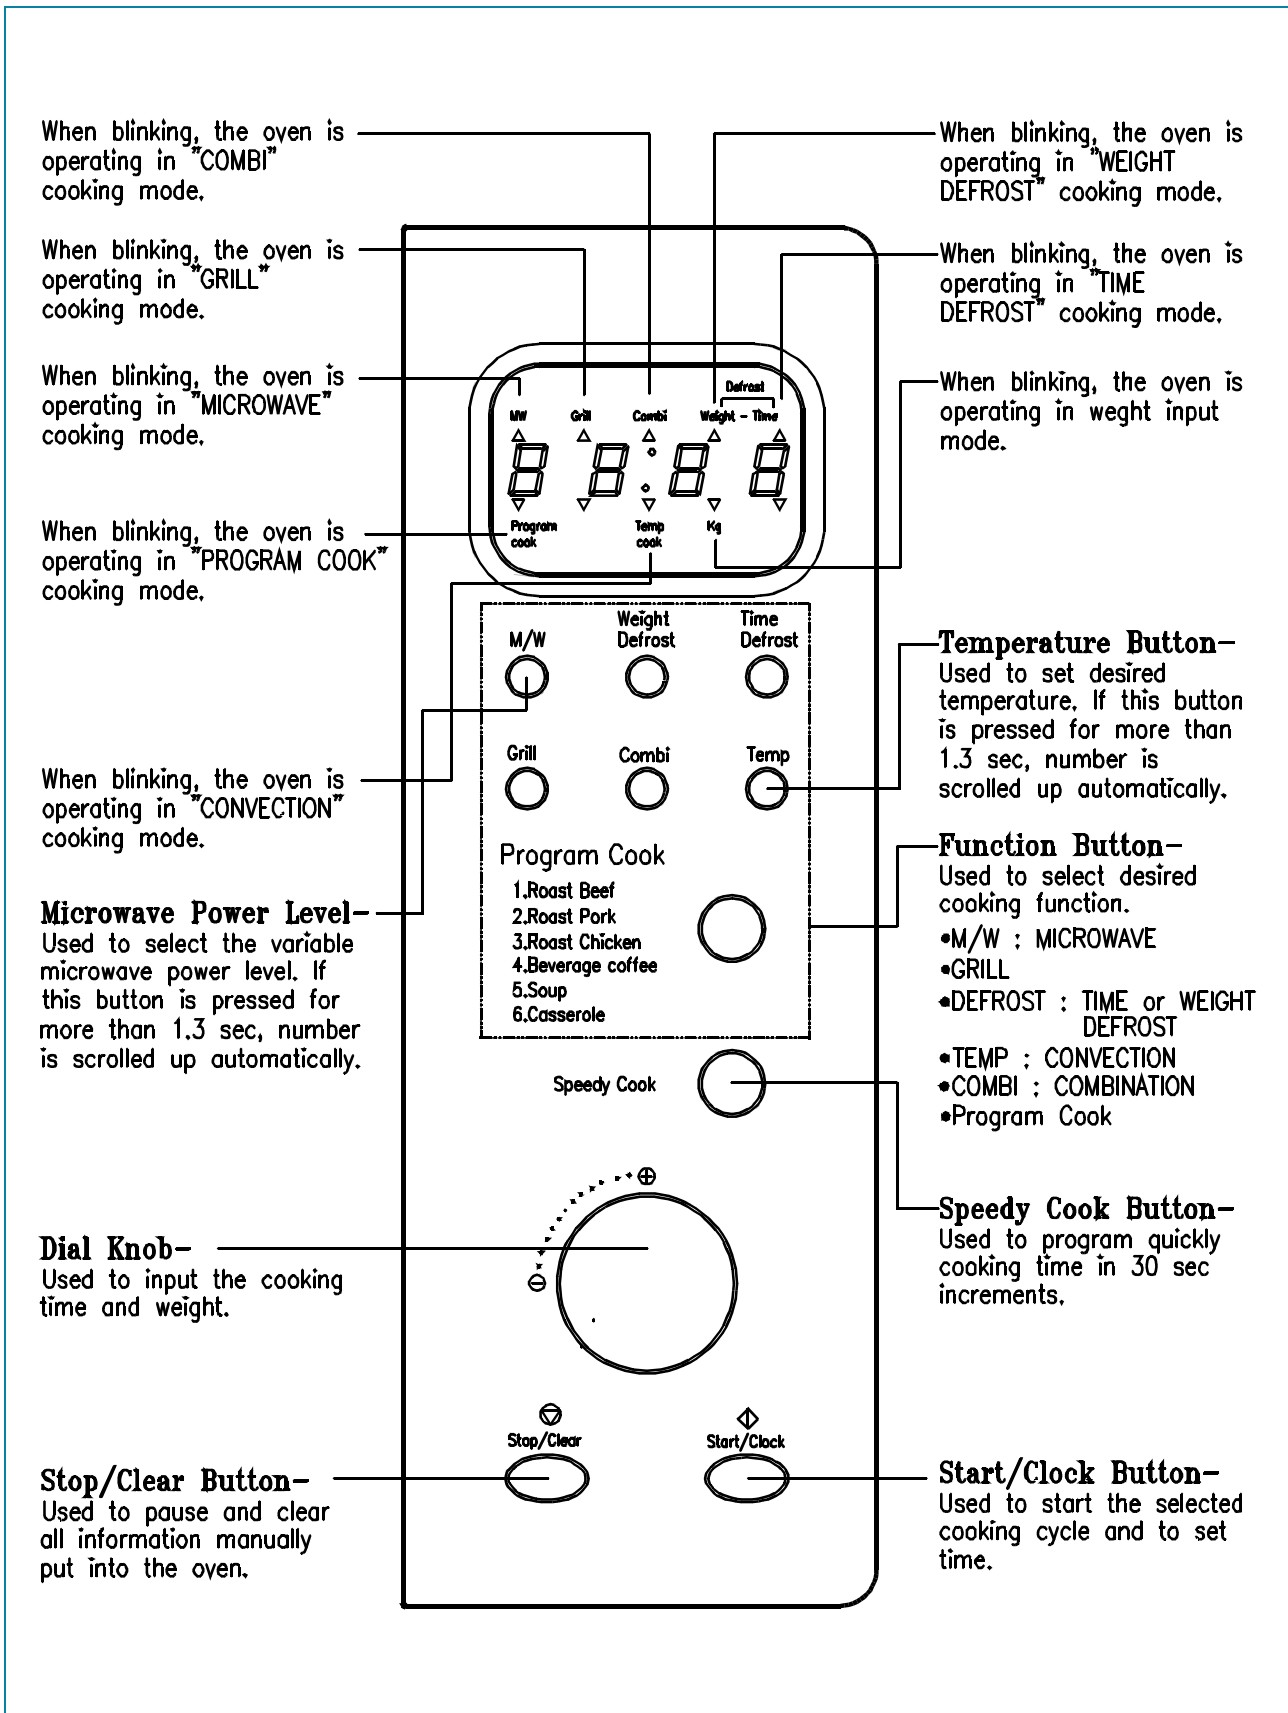 When blinking, the oven is
operating in "COMBI"
cooking mode.
When blinking, the oven is
operating in "GRILL"
cooking mode.
When blinking, the oven is
operating in "MICROWAVE"
cooking mode.
When blinking, the oven is
operating in "PROGRAM COOK"
cooking mode.
When blinking, the oven is
operating in "CONVECTION"
cooking mode.
Microwave Power Level-
Used to select the variable
microwave power level. If
this button is pressed for
more than 1.3 sec, number
is scrolled up automatically.
Dial Knob-
Used to input the cooking
time and weight.
Stop/Clear Button-
Used to pause and clear
all information manually
put into the oven.
Defrost
MW Grill Combi Weight - Time
8 8 : 8 8
Program cook
Temp cook
Kg
M/W
Weight Defrost
Time Defrost
Grill
Combi
Temp
Program Cook
1.Roast Beef
2.Roast Pork
3.Roast Chicken
4.Beverage coffee
5.Soup
6.Casserole
Speedy Cook
Stop/Clear
Start/Clock
When blinking, the oven is
operating in "WEIGHT
DEFROST" cooking mode.
When blinking, the oven is
operating in "TIME
DEFROST" cooking mode.
When blinking, the oven is
operating in weght input
mode.
Temperature Button-
Used to set desired
temperature. If this button
is pressed for more than
1.3 sec, number is
scrolled up automatically.
Function Button-
Used to select desired
cooking function.
•M/W : MICROWAVE
•GRILL
•DEFROST : TIME or WEIGHT
DEFROST
•TEMP : CONVECTION
•COMBI : COMBINATION
•Program Cook
Speedy Cook Button-
Used to program quickly
cooking time in 30 sec
increments.
Start/Clock Button-
Used to start the selected
cooking cycle and to set
time.